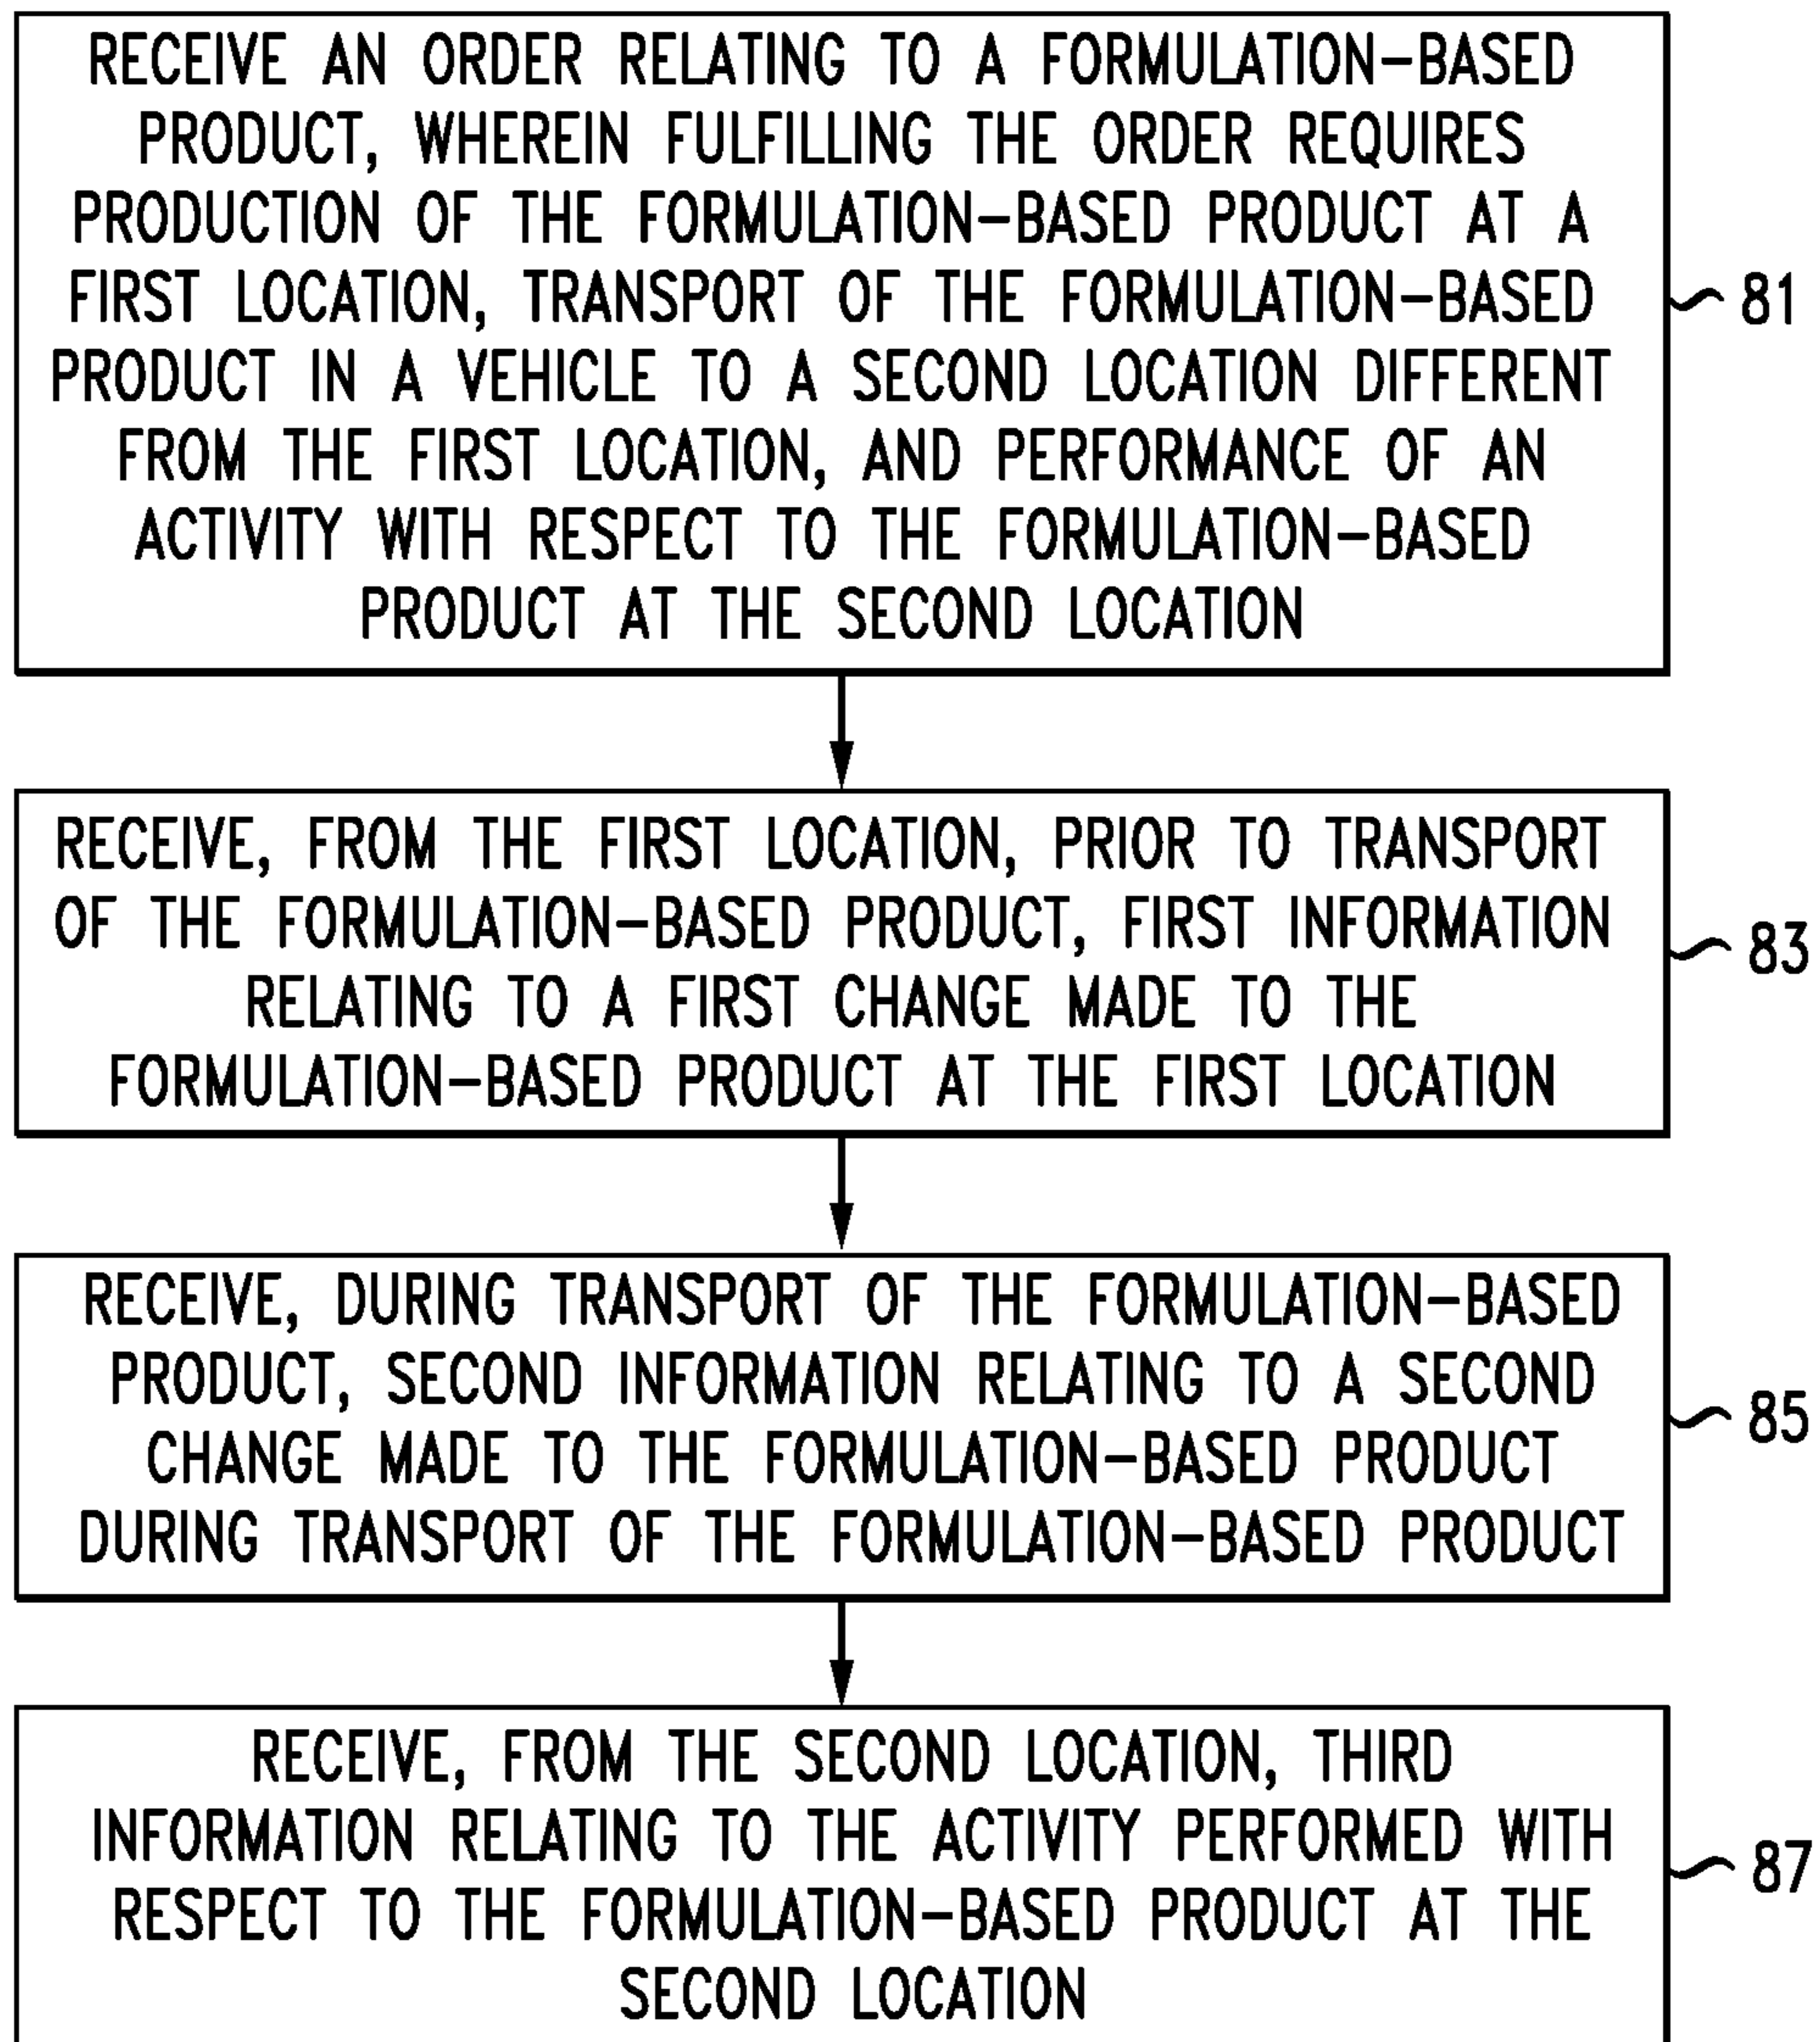 RECEIVE AN ORDER RELATING TO A FORMULATION-BASED
PRODUCT, WHEREIN FULFILLING THE ORDER REQUIRES
PRODUCTION OF THE FORMULATION-BASED PRODUCT AT A
FIRST LOCATION, TRANSPORT OF THE FORMULATION-BASED
PRODUCT IN A VEHICLE TO A SECOND LOCATION DIFFERENT
FROM THE FIRST LOCATION, AND PERFORMANCE OF AN
ACTIVITY WITH RESPECT TO THE FORMULATION-BASED
PRODUCT AT THE SECOND LOCATION
81
RECEIVE, FROM THE FIRST LOCATION, PRIOR TO TRANSPORT
OF THE FORMULATION-BASED PRODUCT, FIRST INFORMATION
RELATING TO A FIRST CHANGE MADE TO THE
FORMULATION-BASED PRODUCT AT THE FIRST LOCATION
83
RECEIVE, DURING TRANSPORT OF THE FORMULATION-BASED
PRODUCT, SECOND INFORMATION RELATING TO A SECOND
CHANGE MADE TO THE FORMULATION-BASED PRODUCT
DURING TRANSPORT OF THE FORMULATION-BASED PRODUCT
85
RECEIVE, FROM THE SECOND LOCATION, THIRD
INFORMATION RELATING TO THE ACTIVITY PERFORMED WITH
RESPECT TO THE FORMULATION-BASED PRODUCT AT THE
SECOND LOCATION
87